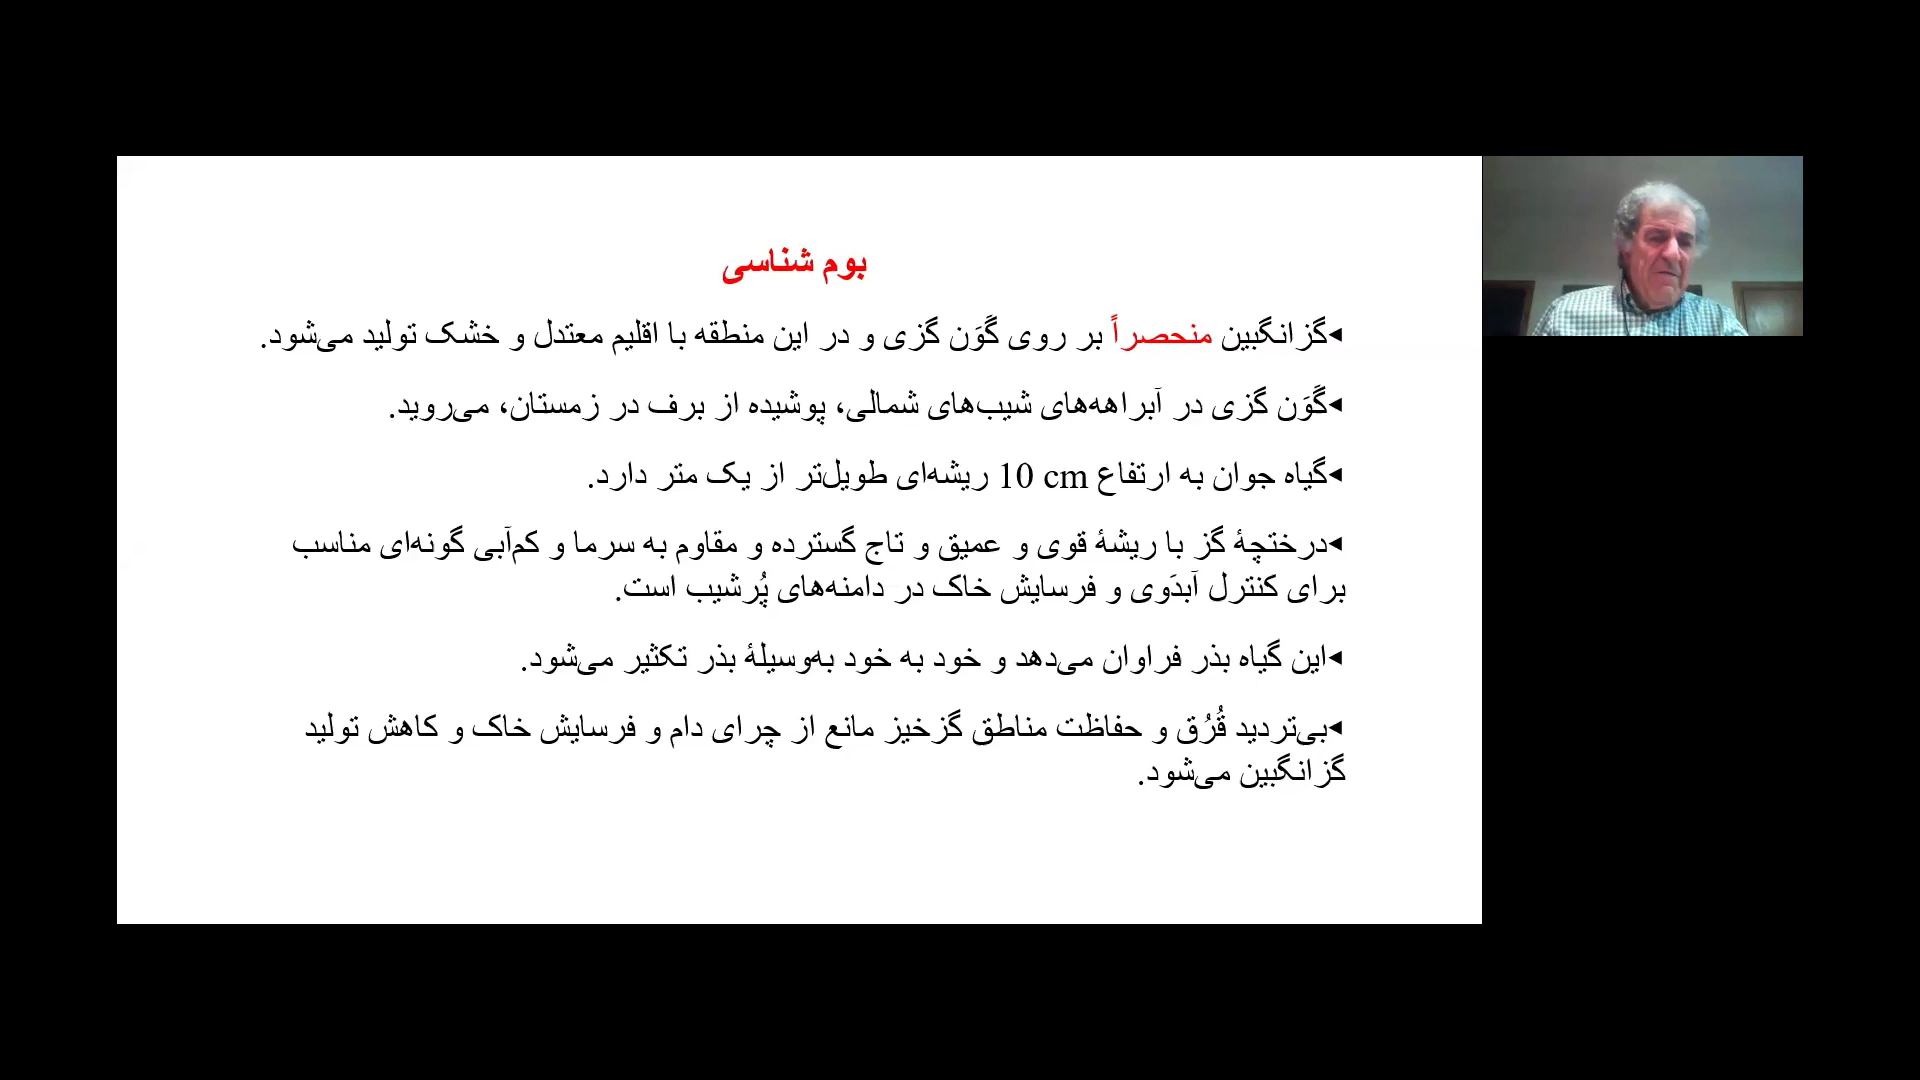 بوم شناسی
◂گزانگبین منحصراً بر روی گَوَن گزی و در این منطقه با اقلیم معتدل و خشک تولید می‌شود.
◂گَوَن گزی در آبراهه‌های شیب‌های شمالی، پوشیده از برف در زمستان، می‌روید.
◂گیاه جوان به ارتفاع 10 cm ریشه‌ای طویل‌تر از یک متر دارد.
◂درختچهٔ گز با ریشهٔ قوی و عمیق و تاج گسترده و مقاوم به سرما و کم‌آبی گونه‌ای مناسب
برای کنترل آبدَوی و فرسایش خاک در دامنه‌های پُرشیب است.
◂این گیاه بذر فراوان می‌دهد و خود به خود به‌وسیلهٔ بذر تکثیر می‌شود.
◂بی‌تردید قُرُق و حفاظت مناطق گزخیز مانع از چرای دام و فرسایش خاک و کاهش تولید
گزانگبین می‌شود.